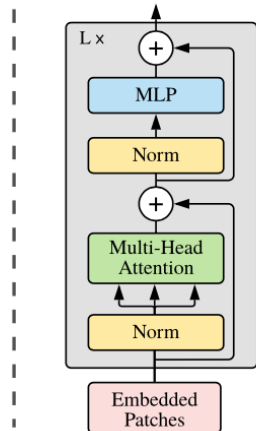 L ×
+
MLP
Norm
+
Multi-Head
Attention
Norm
Embedded
Patches